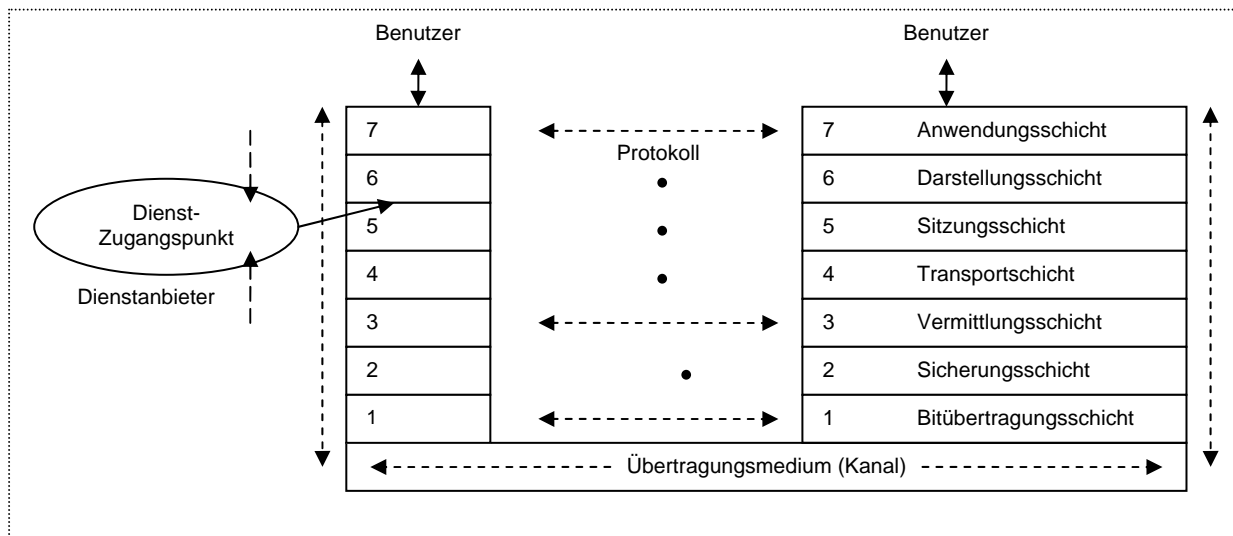 Benutzer
Benutzer
7
7 Anwendungsschicht
Protokoll
6
6 Darstellungsschicht
Dienst-
Zugangspunkt
5
5 Sitzungsschicht
4
4 Transportschicht
Dienstanbieter
3
3 Vermittlungsschicht
2
2 Sicherungsschicht
1
1 Bitübertragungsschicht
Übertragungsmedium (Kanal)